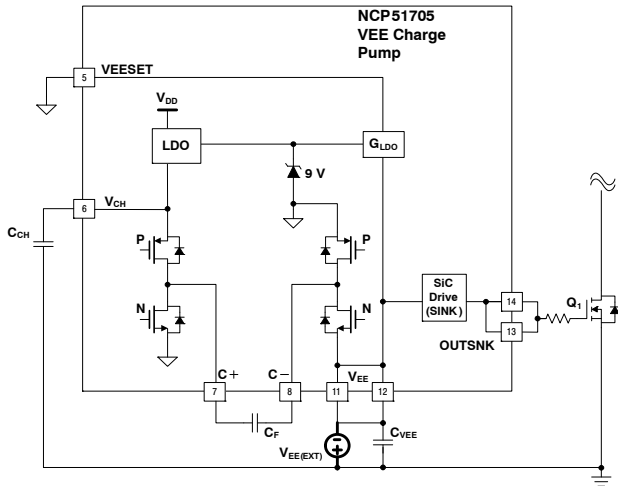 NCP51705
VEE Charge
Pump
5
VEESET
VDD
LDO
GLDO
9 V
6
VCH
CCH
P
P
N
N
SiC
Drive
(SINK)
14
13
OUTSNK
Q1
C+
C−
VEE
7
8
11
12
CF
VEE(EXT)
CVEE